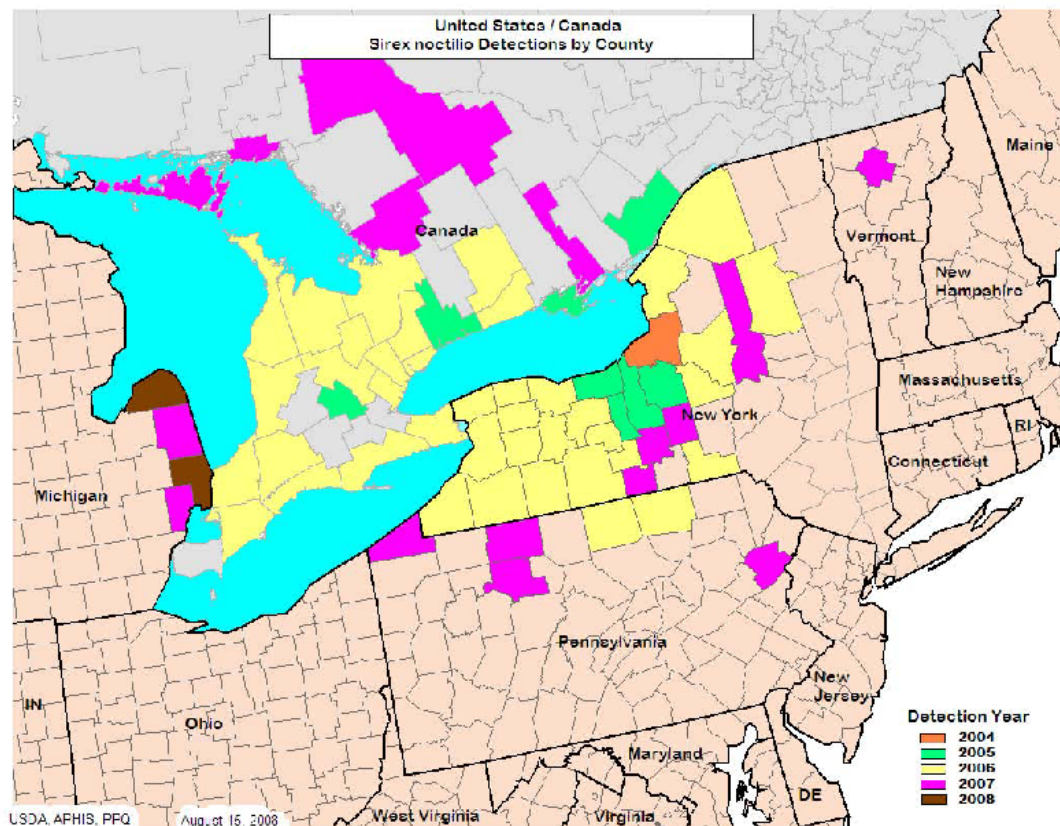 United States / Canada
Sirex noctilio Detections by County
Maine
Canada
Vermont
New
Hampshire
Massachusetts
New York
RI
Connecticut
Michigan
Pennsylvania
New
Jersey
IN
Ohio
Detection Year
2004
2005
2006
2007
2008
Maryland
DE
West Virginia
Virginia
USDA, APHIS, PPQ
August 15, 2008